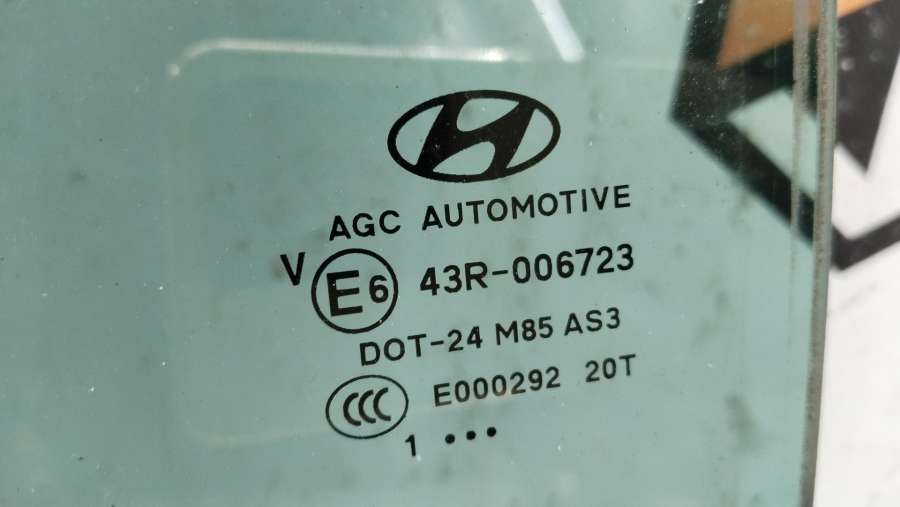 AGC AUTOMOTIVE
V E6 43R-006723
DOT-24 M85 AS3
CCC E000292 20T
1 •••